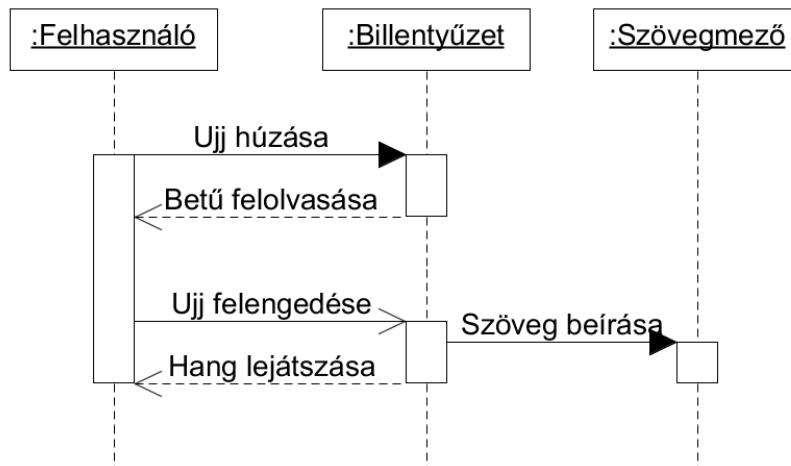 :Felhasználó
:Billentyűzet
:Szövegmező
Ujj húzása
Betű felolvasása
Ujj felengedése
Szöveg beírása
Hang lejátszása